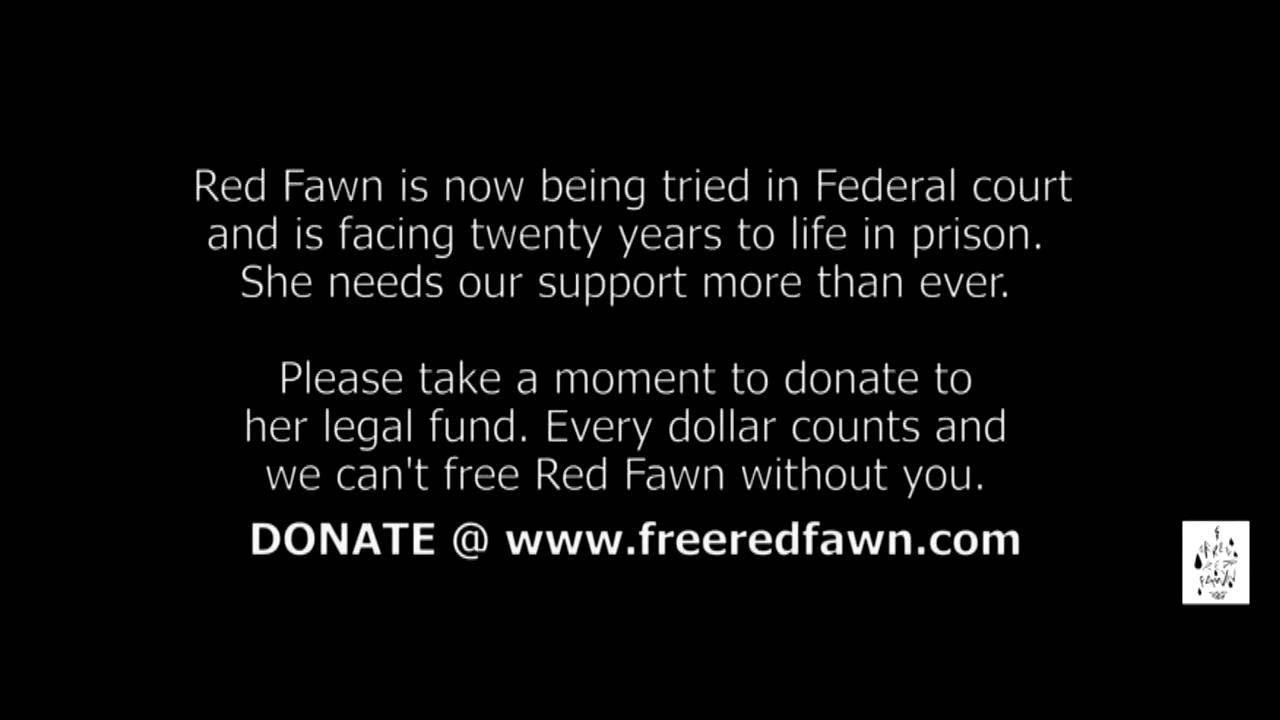 Red Fawn is now being tried in Federal court
and is facing twenty years to life in prison.
She needs our support more than ever.
Please take a moment to donate to
her legal fund. Every dollar counts and
we can't free Red Fawn without you.
DONATE @ www.freeredfawn.com